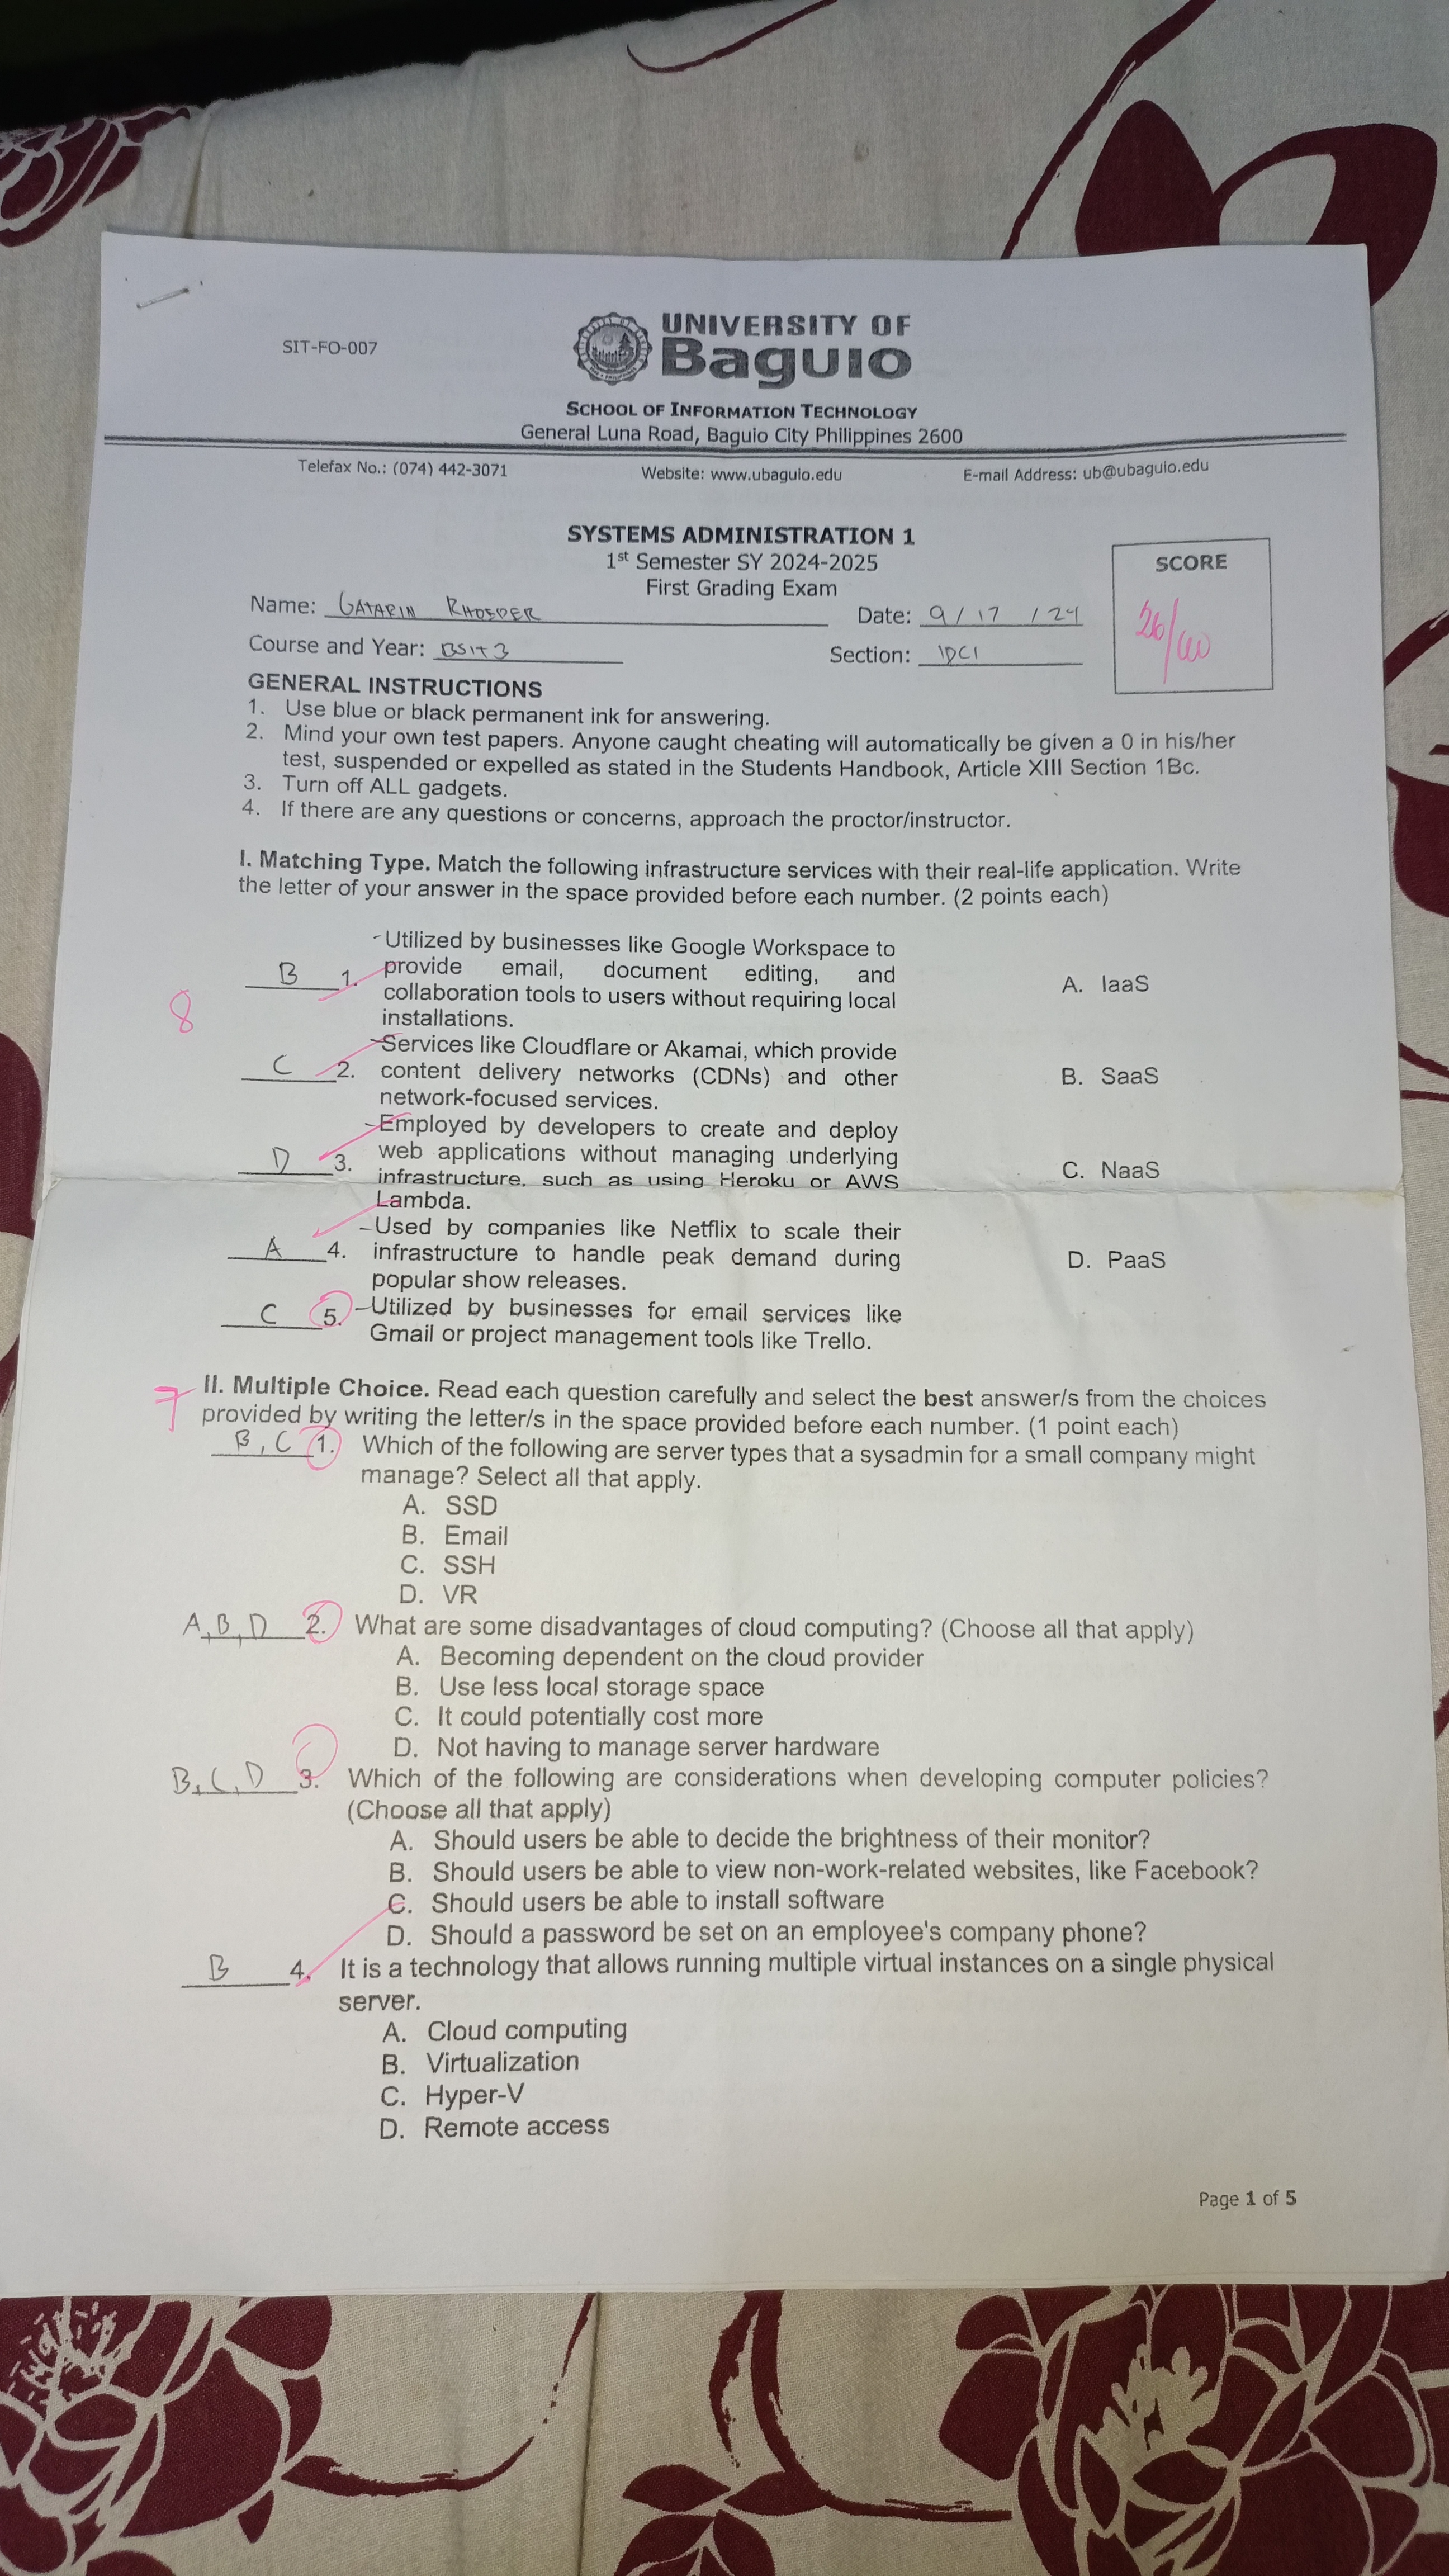 SIT-FO-007
UNIVERSITY OF
Baguio
SCHOOL OF INFORMATION TECHNOLOGY
General Luna Road, Baguio City Philippines 2600
Telefax No.: (074) 442-3071 Website: www.ubaguio.edu E-mail Address: ub@ubaguio.edu
SYSTEMS ADMINISTRATION 1
1st Semester SY 2024-2025
First Grading Exam
SCORE
26/60
Name: GATARIN RHOEDER Date: 9/17/24
Course and Year: BSIT 3 Section: IDC1
GENERAL INSTRUCTIONS
1. Use blue or black permanent ink for answering.
2. Mind your own test papers. Anyone caught cheating will automatically be given a 0 in his/her
test, suspended or expelled as stated in the Students Handbook, Article XIII Section 1Bc.
3. Turn off ALL gadgets.
4. If there are any questions or concerns, approach the proctor/instructor.
I. Matching Type. Match the following infrastructure services with their real-life application. Write
the letter of your answer in the space provided before each number. (2 points each)
8
B 1. Utilized by businesses like Google Workspace to
provide email, document editing, and
collaboration tools to users without requiring local
installations.
A. IaaS
C 2. Services like Cloudflare or Akamai, which provide
content delivery networks (CDNs) and other
network-focused services.
B. SaaS
D 3. Employed by developers to create and deploy
web applications without managing underlying
infrastructure, such as using Heroku or AWS
Lambda.
C. NaaS
A 4. Used by companies like Netflix to scale their
infrastructure to handle peak demand during
popular show releases.
D. PaaS
C 5. Utilized by businesses for email services like
Gmail or project management tools like Trello.
7
II. Multiple Choice. Read each question carefully and select the best answer/s from the choices
provided by writing the letter/s in the space provided before each number. (1 point each)
B, C 1. Which of the following are server types that a sysadmin for a small company might
manage? Select all that apply.
A. SSD
B. Email
C. SSH
D. VR
A, B, D 2. What are some disadvantages of cloud computing? (Choose all that apply)
A. Becoming dependent on the cloud provider
B. Use less local storage space
C. It could potentially cost more
D. Not having to manage server hardware
B, C, D 3. Which of the following are considerations when developing computer policies?
(Choose all that apply)
A. Should users be able to decide the brightness of their monitor?
B. Should users be able to view non-work-related websites, like Facebook?
C. Should users be able to install software
D. Should a password be set on an employee's company phone?
B 4. It is a technology that allows running multiple virtual instances on a single physical
server.
A. Cloud computing
B. Virtualization
C. Hyper-V
D. Remote access
Page 1 of 5